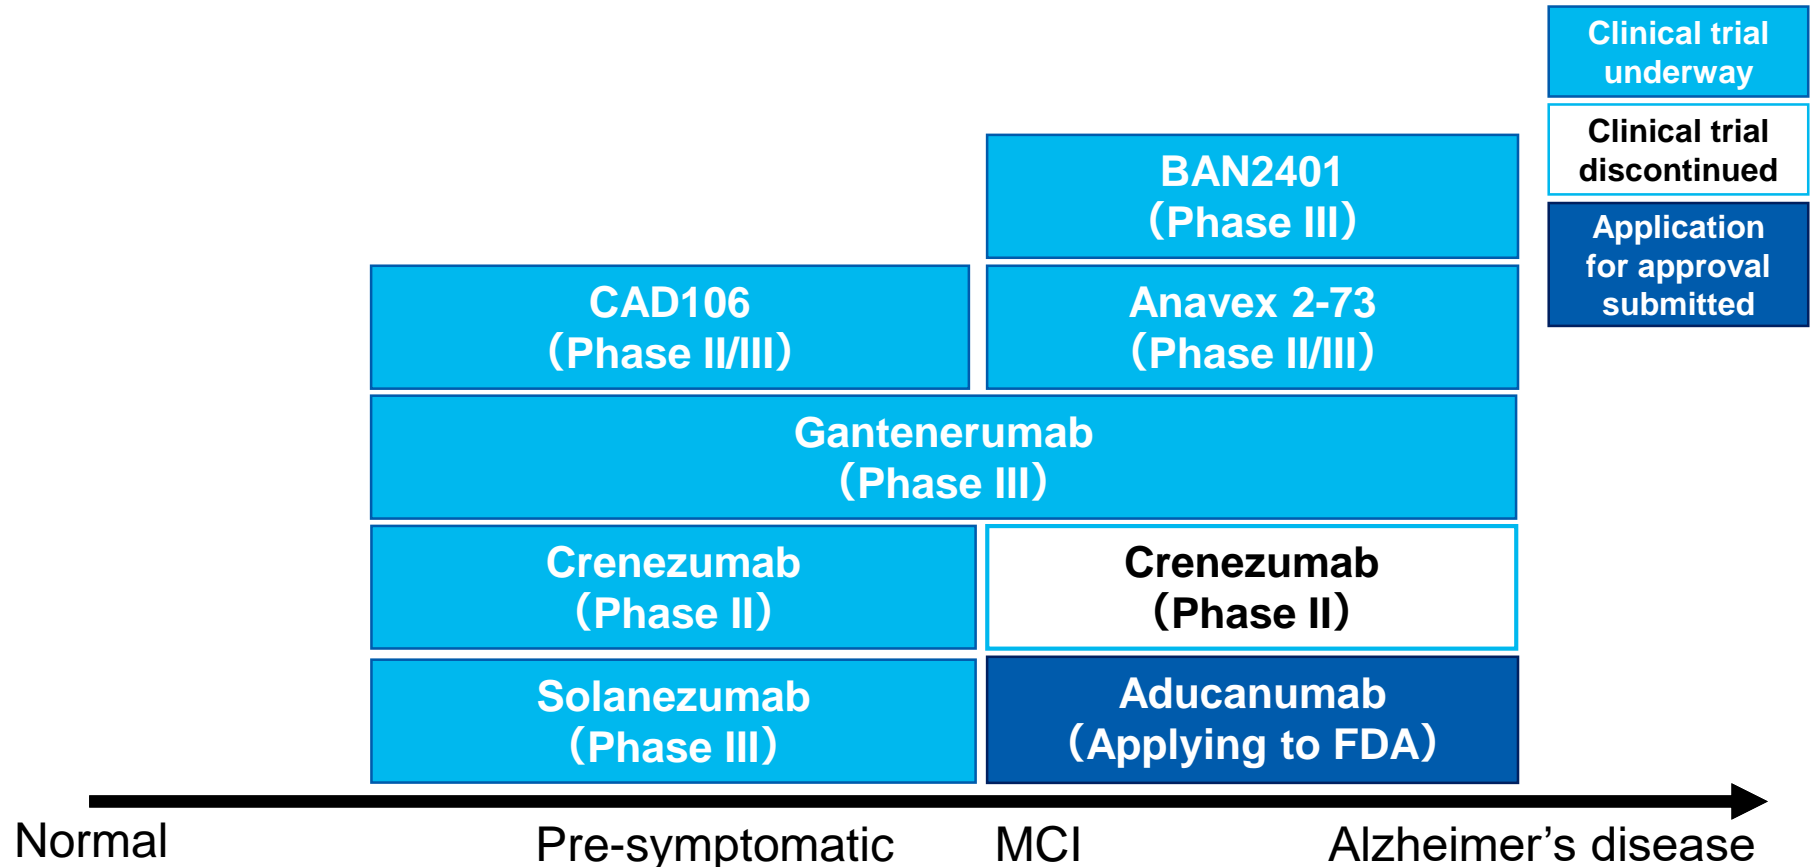 Clinical trial
underway
Clinical trial
discontinued
Application
for approval
submitted
BAN2401
（Phase III）
CAD106
（Phase II/III）
Anavex 2-73
（Phase II/III）
Gantenerumab
（Phase III）
Crenezumab
（Phase II）
Crenezumab
（Phase II）
Solanezumab
（Phase III）
Aducanumab
（Applying to FDA）
Normal
Pre-symptomatic
MCI
Alzheimer’s disease